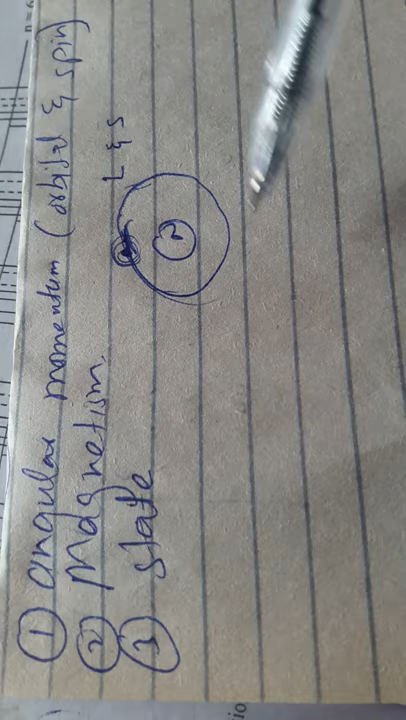 ① angular momentum (orbital & spin)
② Magnetism.
③ state
L & S